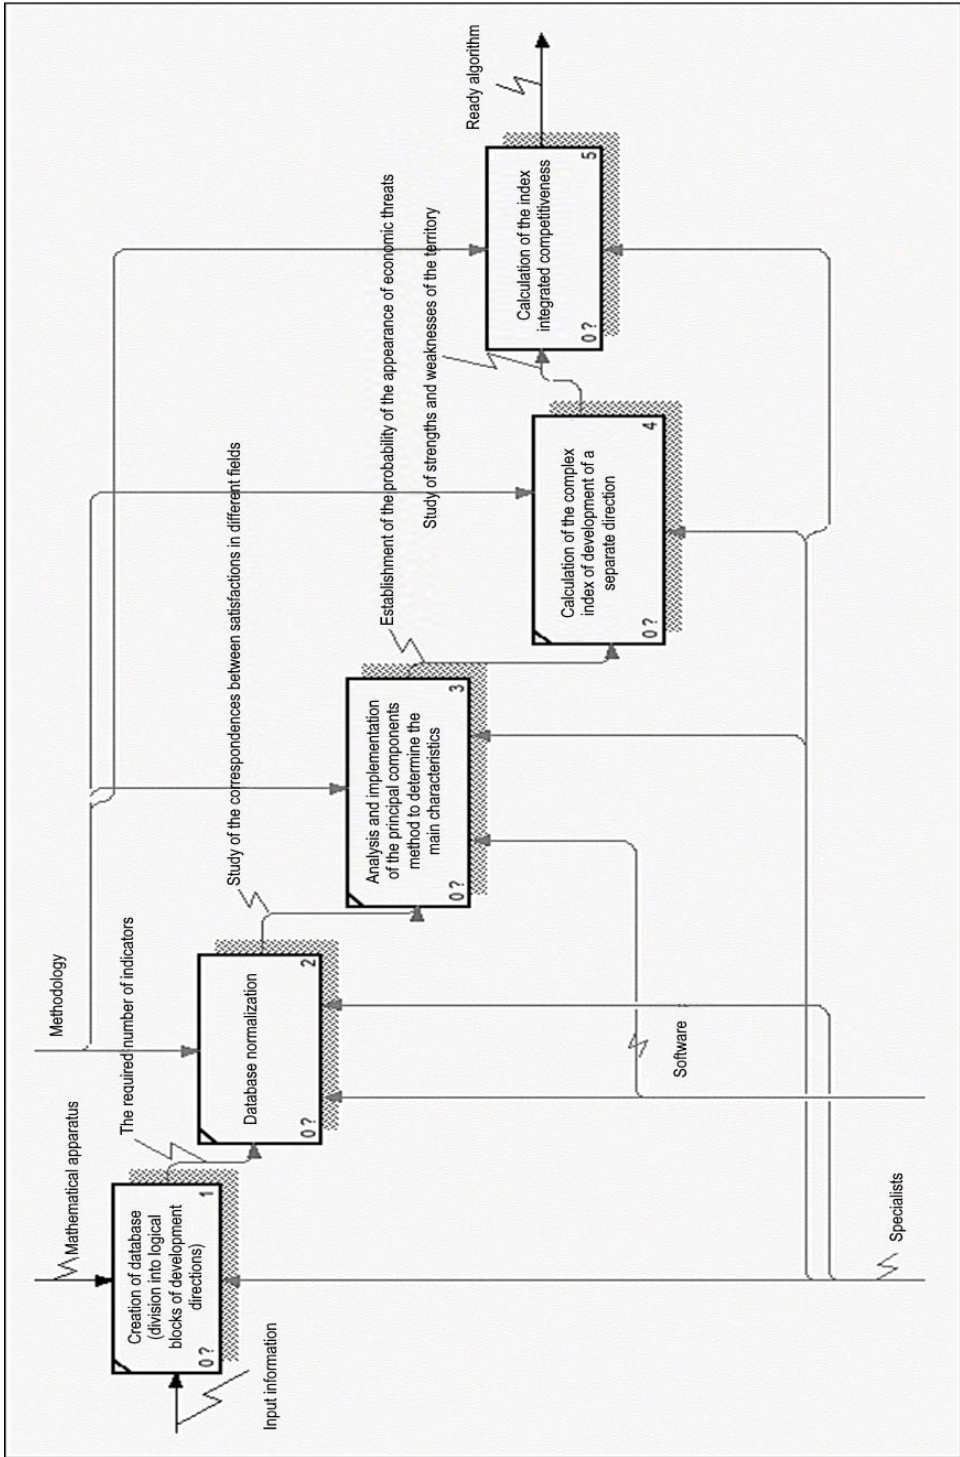 Mathematical apparatus
Methodology
Input information
Creation of database
(division into logical
blocks of development
directions)
0 ?
1
The required number of indicators
Database normalization
0 ?
2
Study of the correspondences between satisfactions in different fields
Analysis and implementation
of the principal components
method to determine the
main characteristics
0 ?
3
Establishment of the probability of the appearance of economic threats
Calculation of the complex
index of development of a
separate direction
0 ?
4
Study of strengths and weaknesses of the territory
Calculation of the index
integrated competitiveness
0 ?
5
Ready algorithm
Software
Specialists